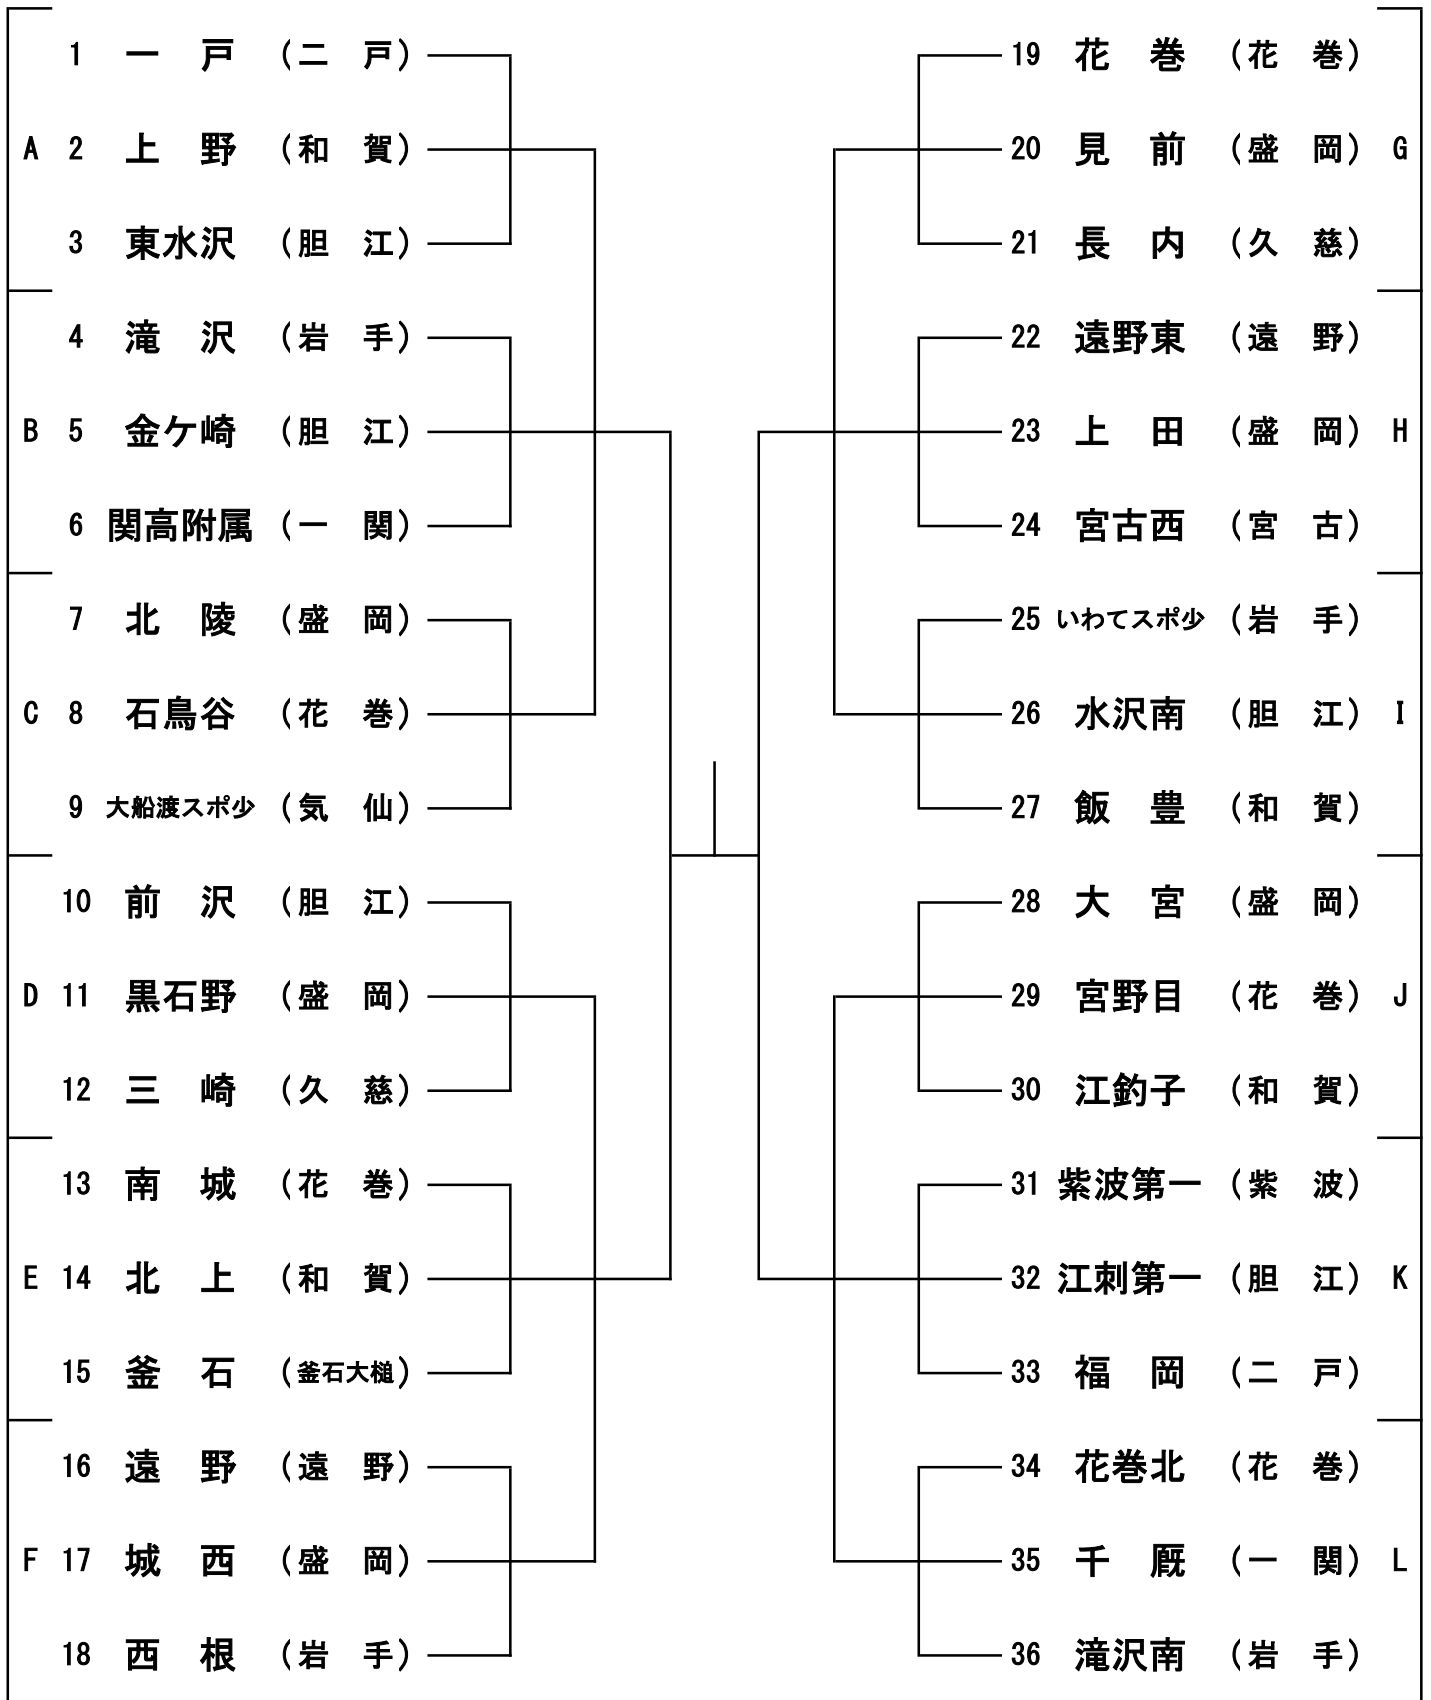 1 一 戸 (二 戸)
A 2 上 野 (和 賀)
3 東水沢 (胆 江)
4 滝 沢 (岩 手)
B 5 金ケ崎 (胆 江)
6 関高附属 (一 関)
7 北 陵 (盛 岡)
C 8 石鳥谷 (花 巻)
9 大船渡スポ少 (気 仙)
10 前 沢 (胆 江)
D 11 黒石野 (盛 岡)
12 三 崎 (久 慈)
13 南 城 (花 巻)
E 14 北 上 (和 賀)
15 釜 石 (釜石大槌)
16 遠 野 (遠 野)
F 17 城 西 (盛 岡)
18 西 根 (岩 手)
19 花 巻 (花 巻)
20 見 前 (盛 岡) G
21 長 内 (久 慈)
22 遠野東 (遠 野)
23 上 田 (盛 岡) H
24 宮古西 (宮 古)
25 いわてスポ少 (岩 手)
26 水沢南 (胆 江) I
27 飯 豊 (和 賀)
28 大 宮 (盛 岡)
29 宮野目 (花 巻) J
30 江釣子 (和 賀)
31 紫波第一 (紫 波)
32 江刺第一 (胆 江) K
33 福 岡 (二 戸)
34 花巻北 (花 巻)
35 千 厩 (一 関) L
36 滝沢南 (岩 手)